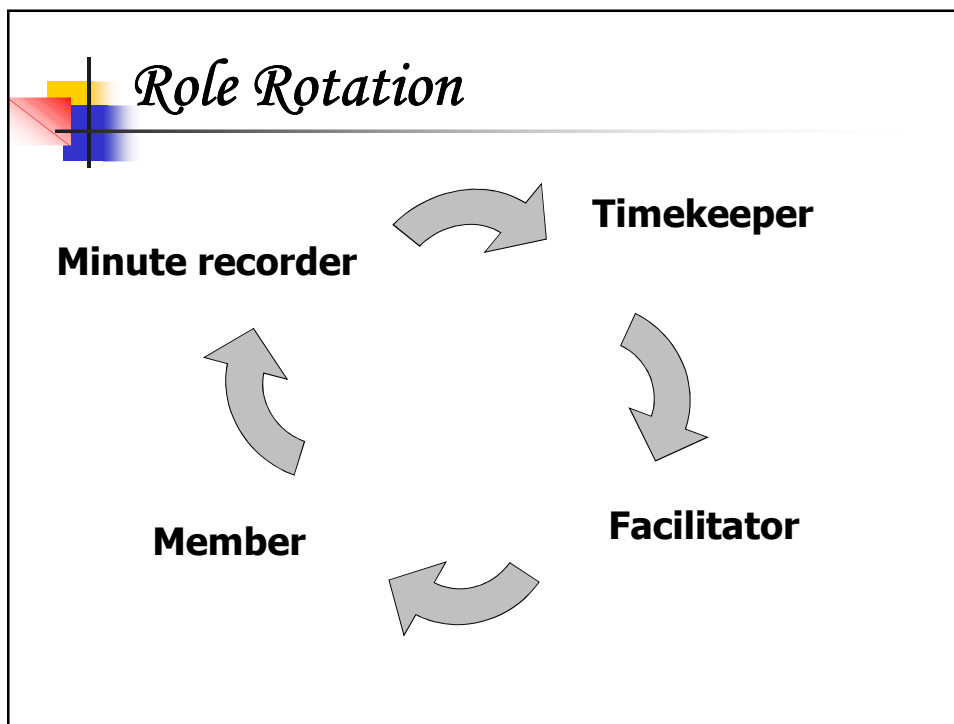 Role Rotation
Timekeeper
Minute recorder
Facilitator
Member